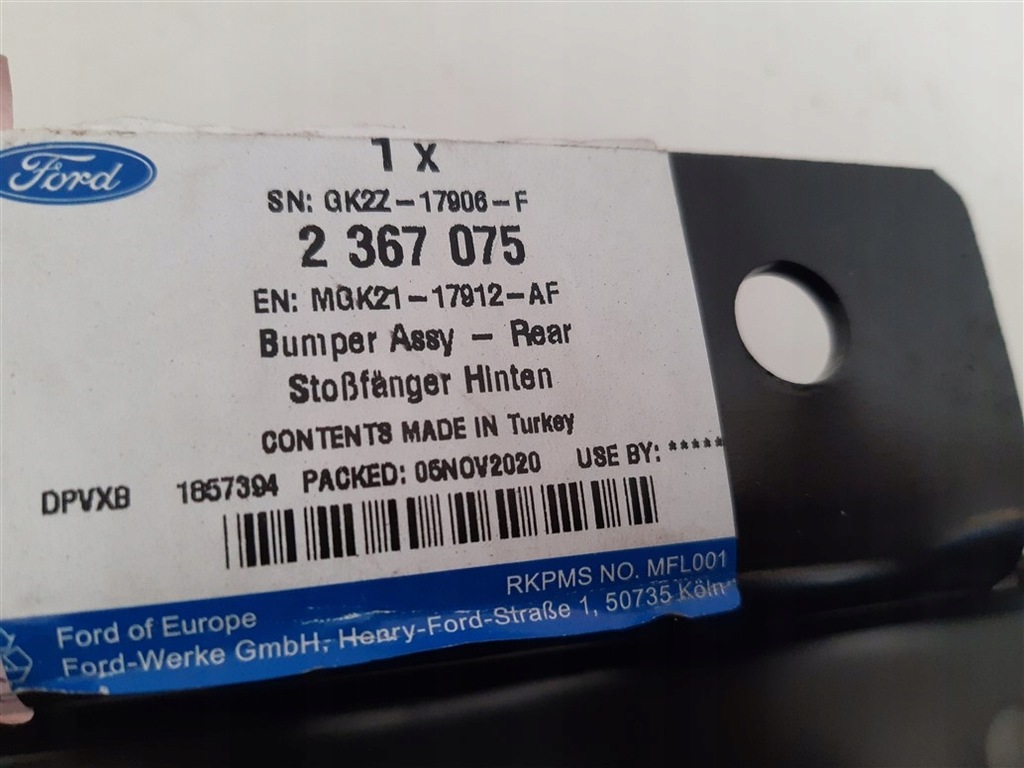 Ford
1 X
SN: GK2Z-17906-F
2 367 075
EN: MGK21-17912-AF
Bumper Assy - Rear
Stoßfänger Hinten
CONTENTS MADE IN Turkey
DPVXB 1857394 PACKED: 06NOV2020 USE BY: *****
RKPMS NO. MFL001
Ford of Europe
Ford-Werke GmbH, Henry-Ford-Straße 1, 50735 Köln